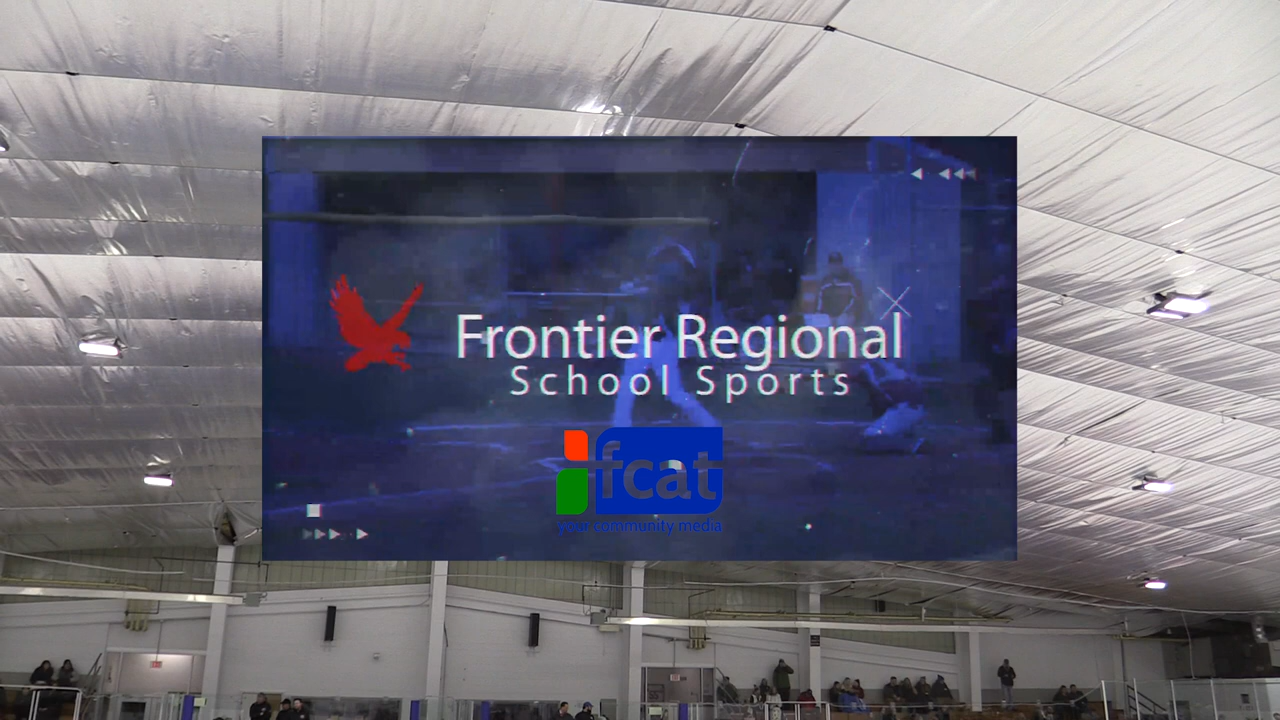 Frontier Regional
School Sports
fcat
your community media